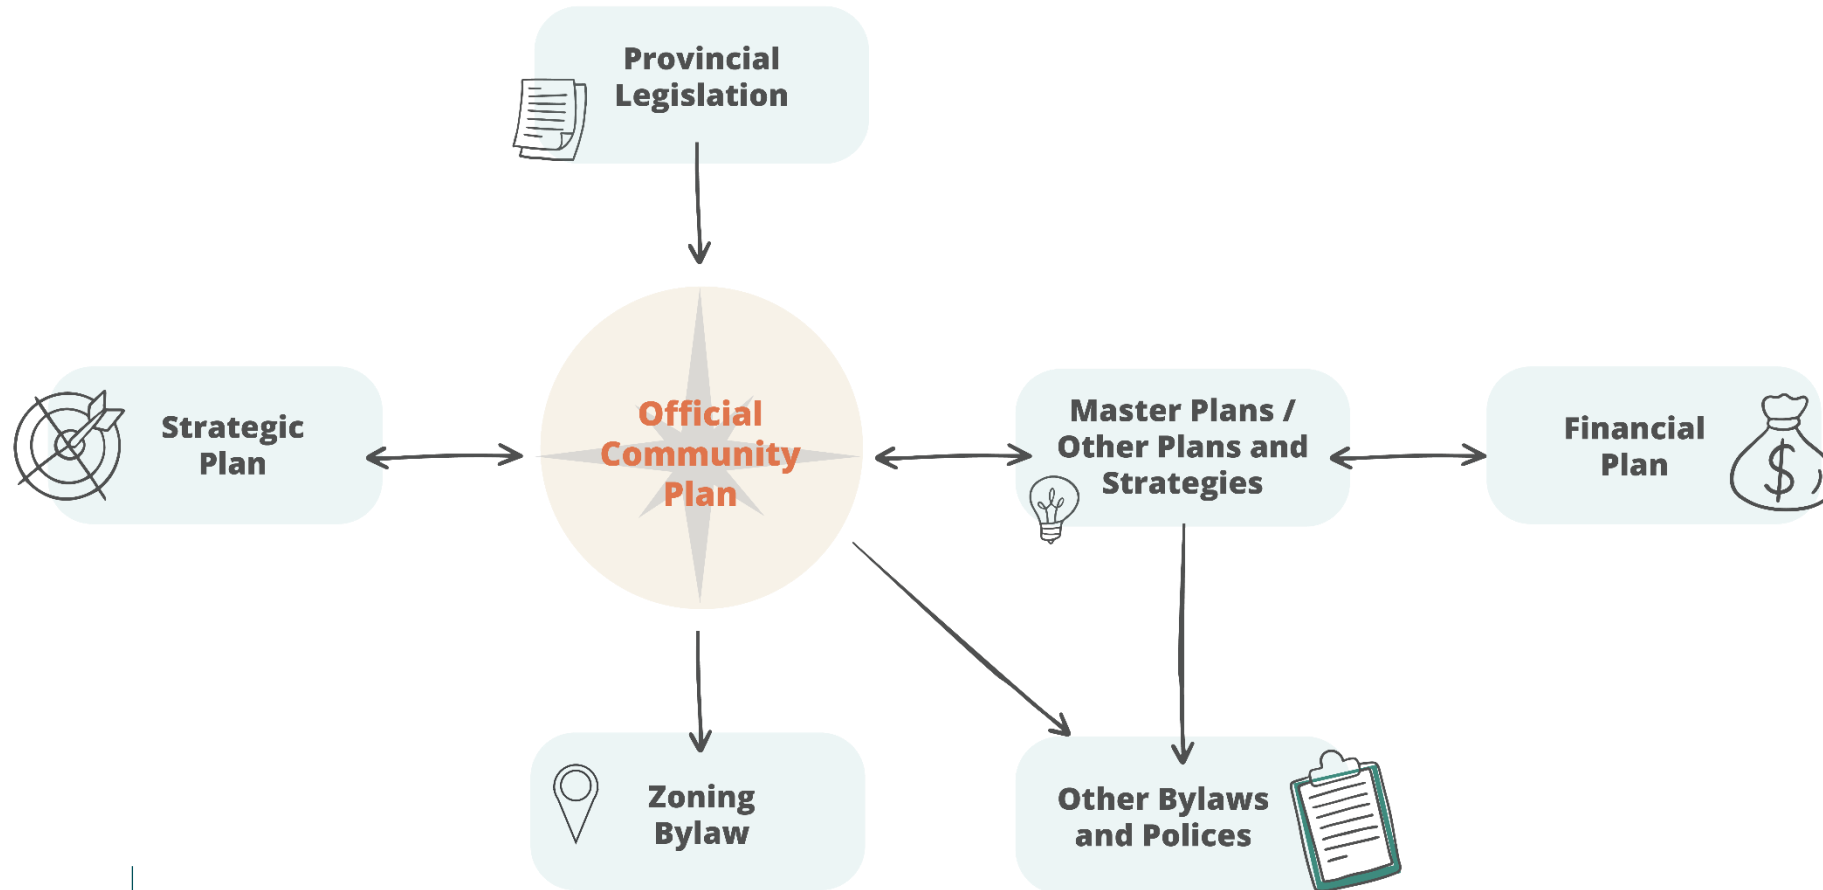 Provincial
Legislation
Strategic
Plan
Official
Community
Plan
Master Plans /
Other Plans and
Strategies
Financial
Plan
$
Zoning
Bylaw
Other Bylaws
and Polices